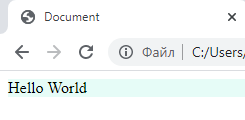 Document
Файл
C:/Users/
Hello World